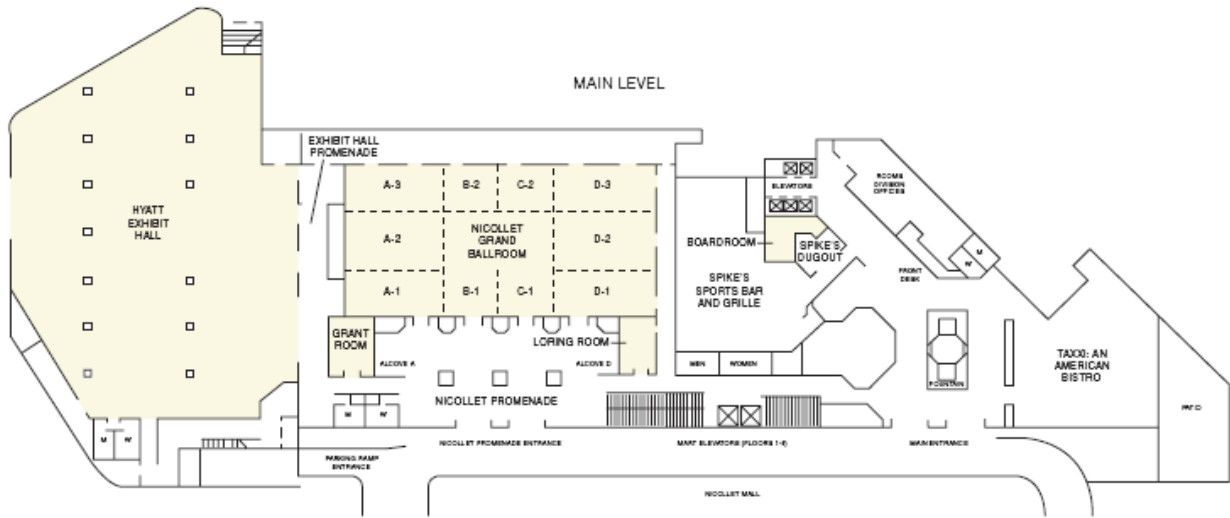 MAIN LEVEL
EXHIBIT HALL
PROMENADE
HYATT
EXHIBIT
HALL
A-3
B-2
C-2
D-3
A-2
NICOLLET
GRAND
BALLROOM
D-2
A-1
B-1
C-1
D-1
GRANT
ROOM
ALCOVE A
LORING ROOM
ALCOVE D
NICOLLET PROMENADE
M
W
M
W
NICOLLET PROMENADE ENTRANCE
PARKING RAMP
ENTRANCE
MART ELEVATORS (FLOORS 1-8)
MAIN ENTRANCE
NICOLLET MALL
ELEVATORS
BOARDROOM
SPIKE'S
DUGOUT
SPIKE'S
SPORTS BAR
AND GRILLE
MEN
WOMEN
ROOMS
DIVISION
OFFICES
M
W
FRONT
DESK
FOUNTAIN
TAXXI: AN
AMERICAN
BISTRO
PATIO